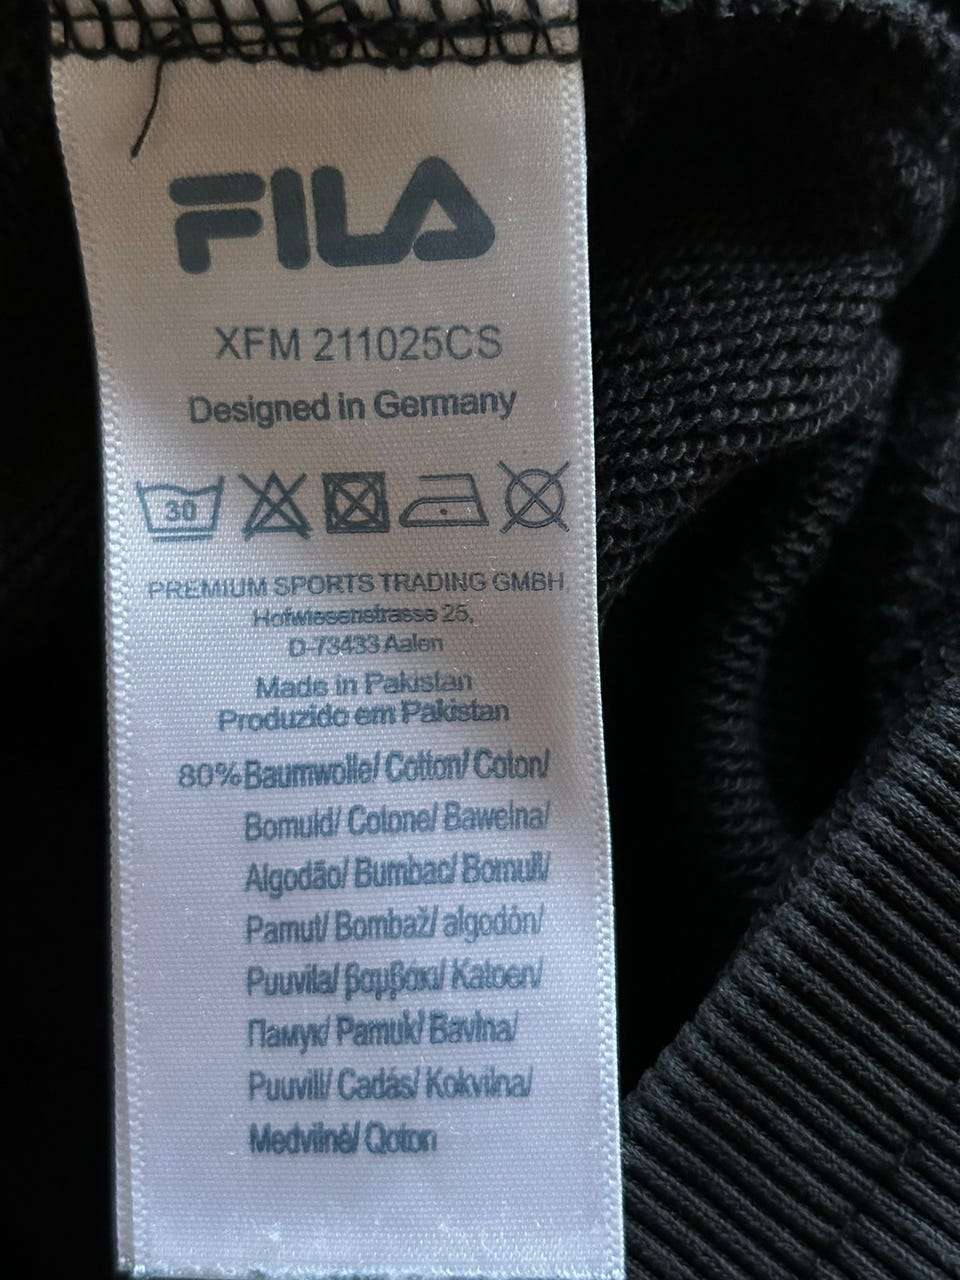 FILA
XFM 211025CS
Designed in Germany
30
PREMIUM SPORTS TRADING GMBH
Hofwiesenstrasse 25,
D-73433 Aalen
Made in Pakistan
Produzido em Pakistan
80% Baumwolle/ Cotton/ Coton/
Bomuld/ Cotone/ Bawełna/
Algodão/ Bumbac/ Bomull/
Pamut/ Bombaž/ algodón/
Puuvilla/ βαμβάκι/ Katoen/
Памук/ Pamuk/ Bavlna/
Puuvill/ Cadás/ Kokvilna/
Medvilnė/ Qoton